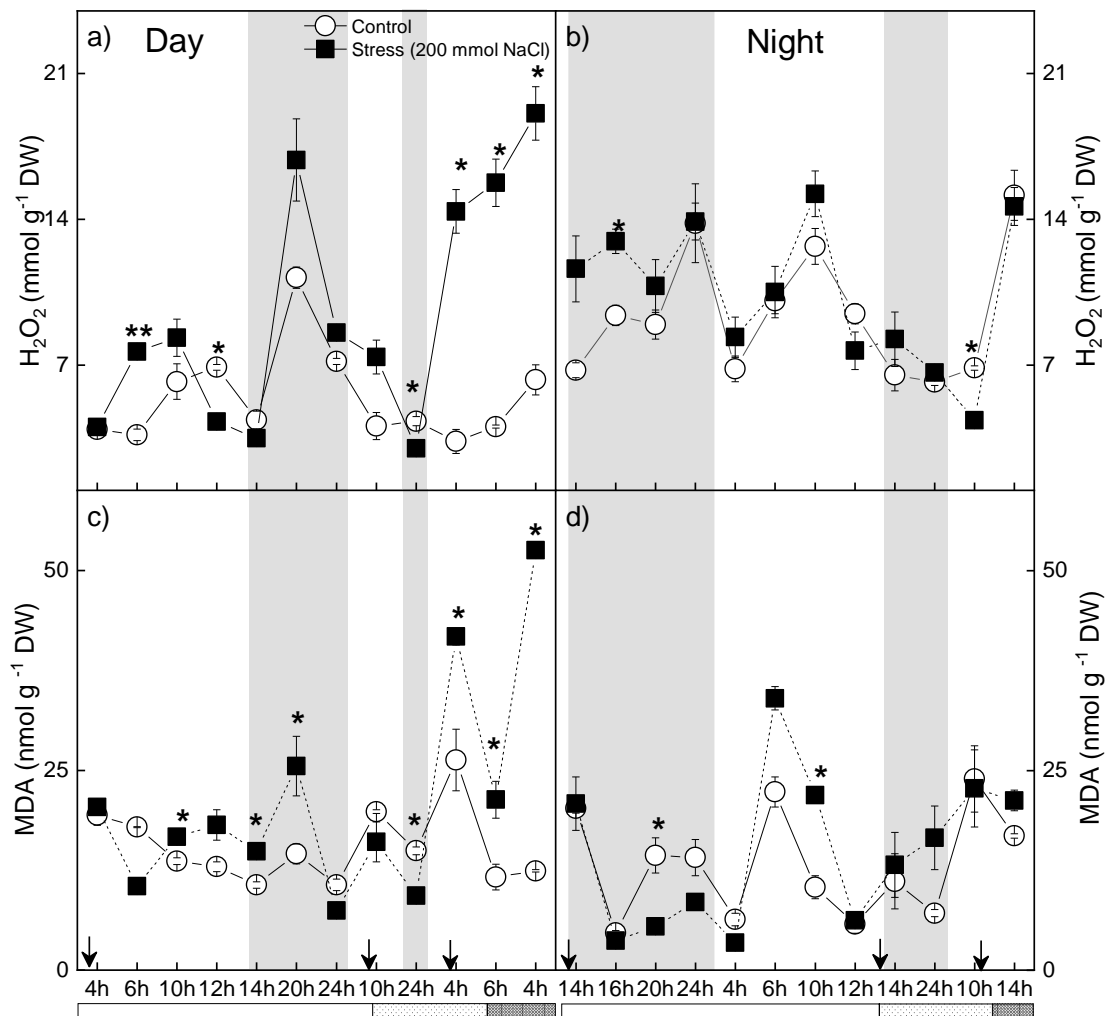 a) Day
Control
Stress (200 mmol NaCl)
b) Night
21
14
7
H₂O₂ (mmol g⁻¹ DW)
** * * * * *
* *
21
14
7
H₂O₂ (mmol g⁻¹ DW)
c)
50
25
0
MDA (nmol g⁻¹ DW)
* * * * * * *
d)
* *
50
25
0
MDA (nmol g⁻¹ DW)
4h 6h 10h 12h 14h 20h 24h 10h 24h 4h 6h 4h
14h 16h 20h 24h 4h 6h 10h 12h 14h 24h 10h 14h